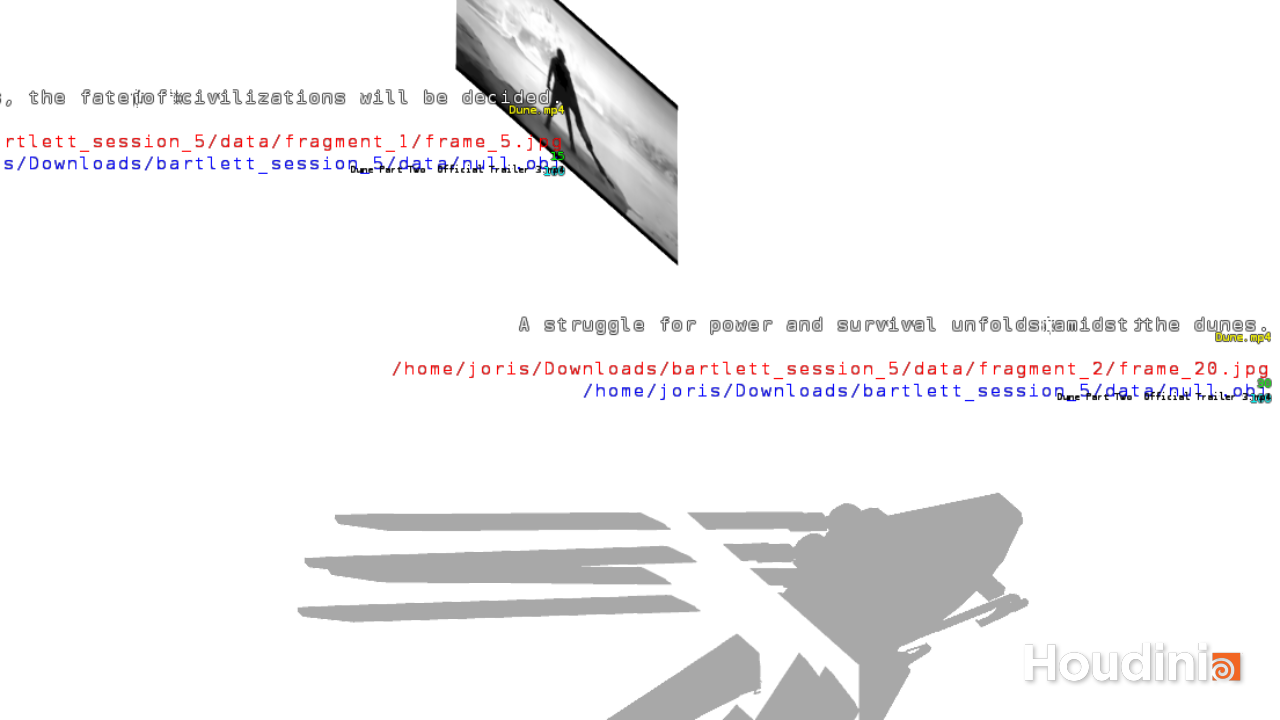 , the fate of civilizations will be decided.
Dune.mp4
rtlett_session_5/data/fragment_1/frame_5.jpg
15
s/Downloads/bartlett_session_5/data/null.obj
Dune Part Two Official Trailer 3.mp4
A struggle for power and survival unfolds amidst the dunes.
Dune.mp4
/home/joris/Downloads/bartlett_session_5/data/fragment_2/frame_20.jpg
/home/joris/Downloads/bartlett_session_5/data/null.obj
Dune Part Two Official Trailer 3.mp4
Houdini